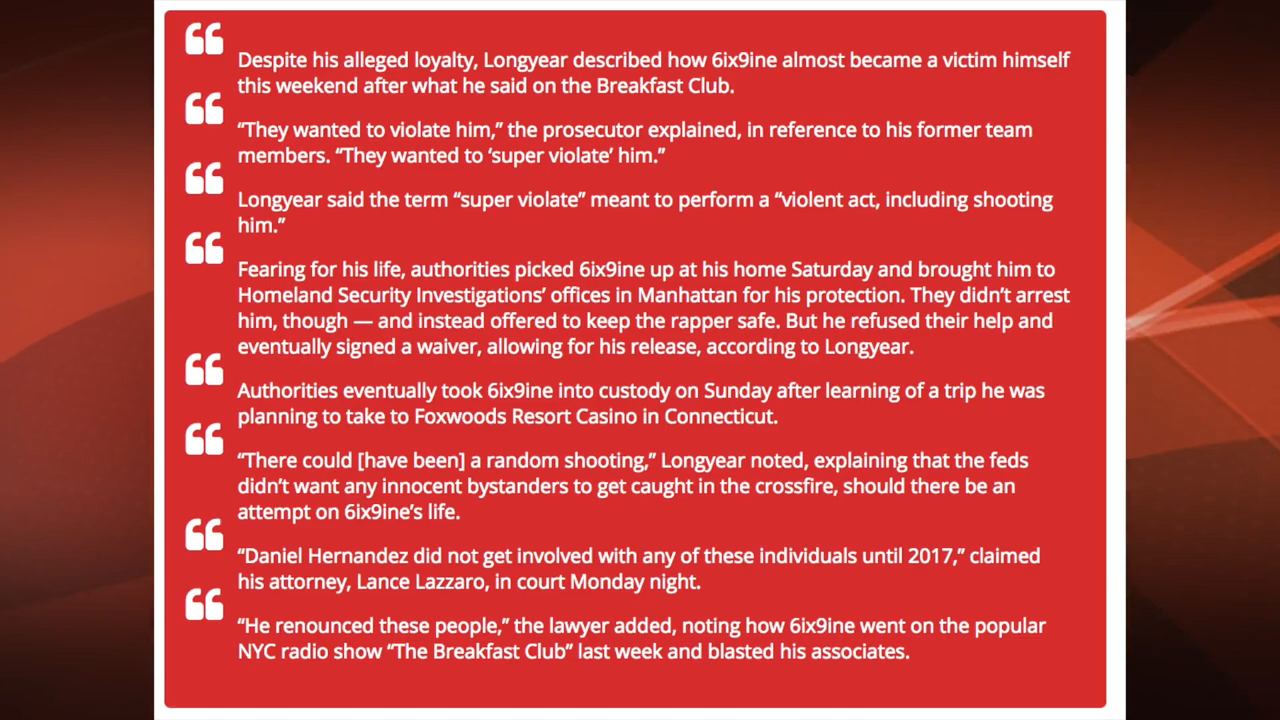 Despite his alleged loyalty, Longyear described how 6ix9ine almost became a victim himself
this weekend after what he said on the Breakfast Club.
“They wanted to violate him,” the prosecutor explained, in reference to his former team
members. “They wanted to ‘super violate’ him.”
Longyear said the term “super violate” meant to perform a “violent act, including shooting
him.”
Fearing for his life, authorities picked 6ix9ine up at his home Saturday and brought him to
Homeland Security Investigations’ offices in Manhattan for his protection. They didn’t arrest
him, though — and instead offered to keep the rapper safe. But he refused their help and
eventually signed a waiver, allowing for his release, according to Longyear.
Authorities eventually took 6ix9ine into custody on Sunday after learning of a trip he was
planning to take to Foxwoods Resort Casino in Connecticut.
“There could [have been] a random shooting,” Longyear noted, explaining that the feds
didn’t want any innocent bystanders to get caught in the crossfire, should there be an
attempt on 6ix9ine’s life.
“Daniel Hernandez did not get involved with any of these individuals until 2017,” claimed
his attorney, Lance Lazzaro, in court Monday night.
“He renounced these people,” the lawyer added, noting how 6ix9ine went on the popular
NYC radio show “The Breakfast Club” last week and blasted his associates.